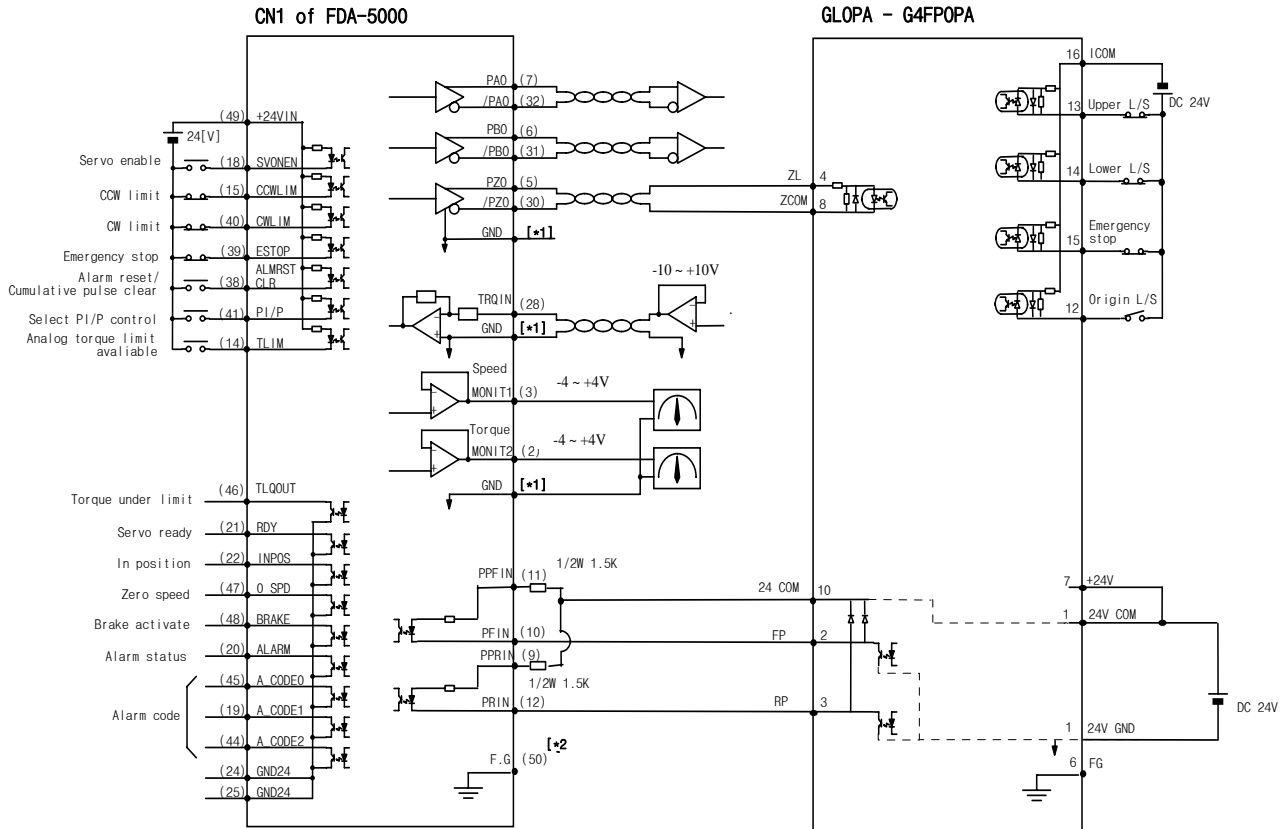 CN1 of FDA-5000
GLOPA - G4FPOPA
(49) +24VIN
24[V]
Servo enable (18) SVONEN
CCW limit (15) CCWLIM
CW limit (40) CWLIM
Emergency stop (39) ESTOP
Alarm reset/
Cumulative pulse clear (38) ALMRST
CLR
Select PI/P control (41) PI/P
Analog torque limit
avaliable (14) TLIM
Torque under limit (46) TLQOUT
Servo ready (21) RDY
In position (22) INPOS
Zero speed (47) 0 SPD
Brake activate (48) BRAKE
Alarm status (20) ALARM
(45) A_CODE0
Alarm code (19) A_CODE1
(44) A_CODE2
(24) GND24
(25) GND24
PAO (7)
/PAO (32)
PBO (6)
/PBO (31)
PZO (5)
/PZO (30)
GND [*1]
TRQIN (28)
GND [*1]
-10 ~ +10V
Speed
MONIT1 (3) -4 ~ +4V
Torque
MONIT2 (2) -4 ~ +4V
GND [*1]
PPFIN (11) 1/2W 1.5K
PFIN (10)
PPRIN (9)
1/2W 1.5K
PRIN (12)
F.G (50) [*2
ZL 4
ZCOM 8
24 COM 10
FP 2
RP 3
16 ICOM
DC 24V
13 Upper L/S
14 Lower L/S
15 Emergency
stop
12 Origin L/S
7 +24V
1 24V COM
DC 24V
1 24V GND
6 FG